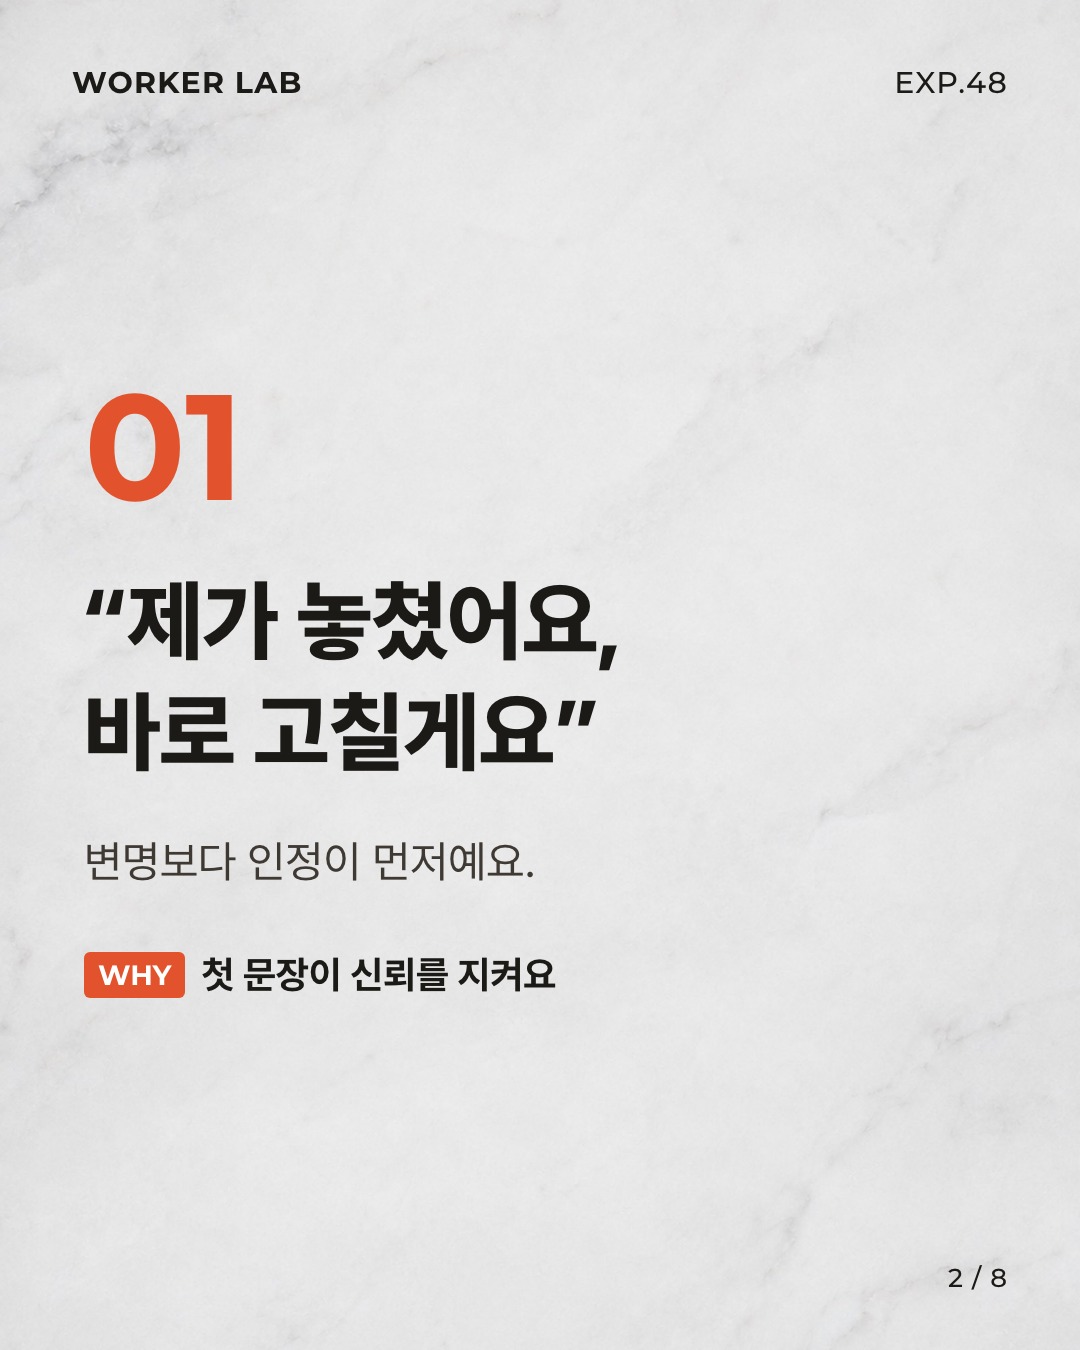 WORKER LAB
EXP.48
01
“제가 놓쳤어요,
바로 고칠게요”
변명보다 인정이 먼저예요.
WHY 첫 문장이 신뢰를 지켜요
2 / 8